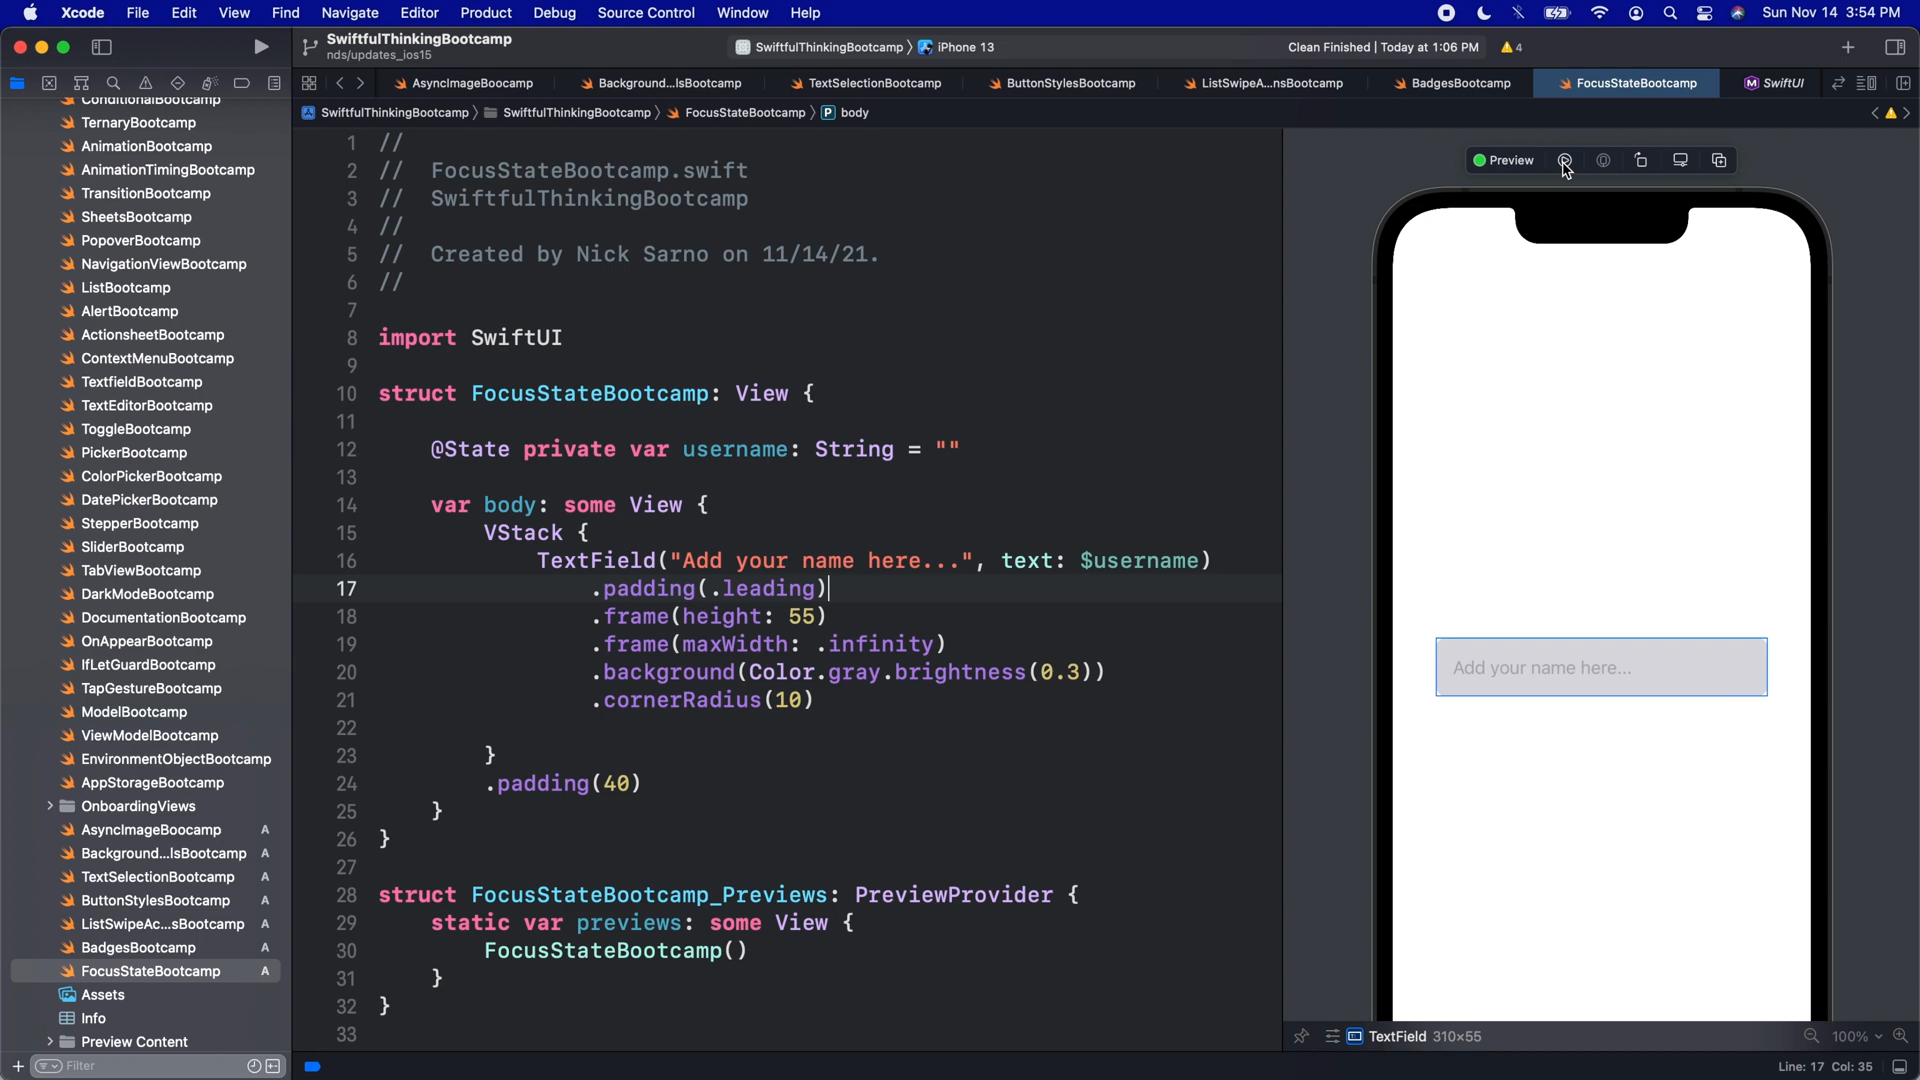 Xcode File Edit View Find Navigate Editor Product Debug Source Control Window Help Sun Nov 14 3:54 PM
SwiftfulThinkingBootcamp
nds/updates_ios15
SwiftfulThinkingBootcamp iPhone 13 Clean Finished | Today at 1:06 PM 4
AsyncImageBoocamp Background...lsBootcamp TextSelectionBootcamp ButtonStylesBootcamp ListSwipeA...nsBootcamp BadgesBootcamp FocusStateBootcamp SwiftUI
SwiftfulThinkingBootcamp SwiftfulThinkingBootcamp FocusStateBootcamp P body
ConditionalBootcamp
TernaryBootcamp
AnimationBootcamp
AnimationTimingBootcamp
TransitionBootcamp
SheetsBootcamp
PopoverBootcamp
NavigationViewBootcamp
ListBootcamp
AlertBootcamp
ActionsheetBootcamp
ContextMenuBootcamp
TextfieldBootcamp
TextEditorBootcamp
ToggleBootcamp
PickerBootcamp
ColorPickerBootcamp
DatePickerBootcamp
StepperBootcamp
SliderBootcamp
TabViewBootcamp
DarkModeBootcamp
DocumentationBootcamp
OnAppearBootcamp
IfLetGuardBootcamp
TapGestureBootcamp
ModelBootcamp
ViewModelBootcamp
EnvironmentObjectBootcamp
AppStorageBootcamp
OnboardingViews
AsyncImageBoocamp A
Background...lsBootcamp A
TextSelectionBootcamp A
ButtonStylesBootcamp A
ListSwipeAc...sBootcamp A
BadgesBootcamp A
FocusStateBootcamp A
Assets
Info
Preview Content
Filter
1 //
2 // FocusStateBootcamp.swift
3 // SwiftfulThinkingBootcamp
4 //
5 // Created by Nick Sarno on 11/14/21.
6 //
7
8 import SwiftUI
9
10 struct FocusStateBootcamp: View {
11
12 @State private var username: String = ""
13
14 var body: some View {
15 VStack {
16 TextField("Add your name here...", text: $username)
17 .padding(.leading)
18 .frame(height: 55)
19 .frame(maxWidth: .infinity)
20 .background(Color.gray.brightness(0.3))
21 .cornerRadius(10)
22
23 }
24 .padding(40)
25 }
26 }
27
28 struct FocusStateBootcamp_Previews: PreviewProvider {
29 static var previews: some View {
30 FocusStateBootcamp()
31 }
32 }
33
Preview
Add your name here...
TextField 310x55 100%
Line: 17 Col: 35